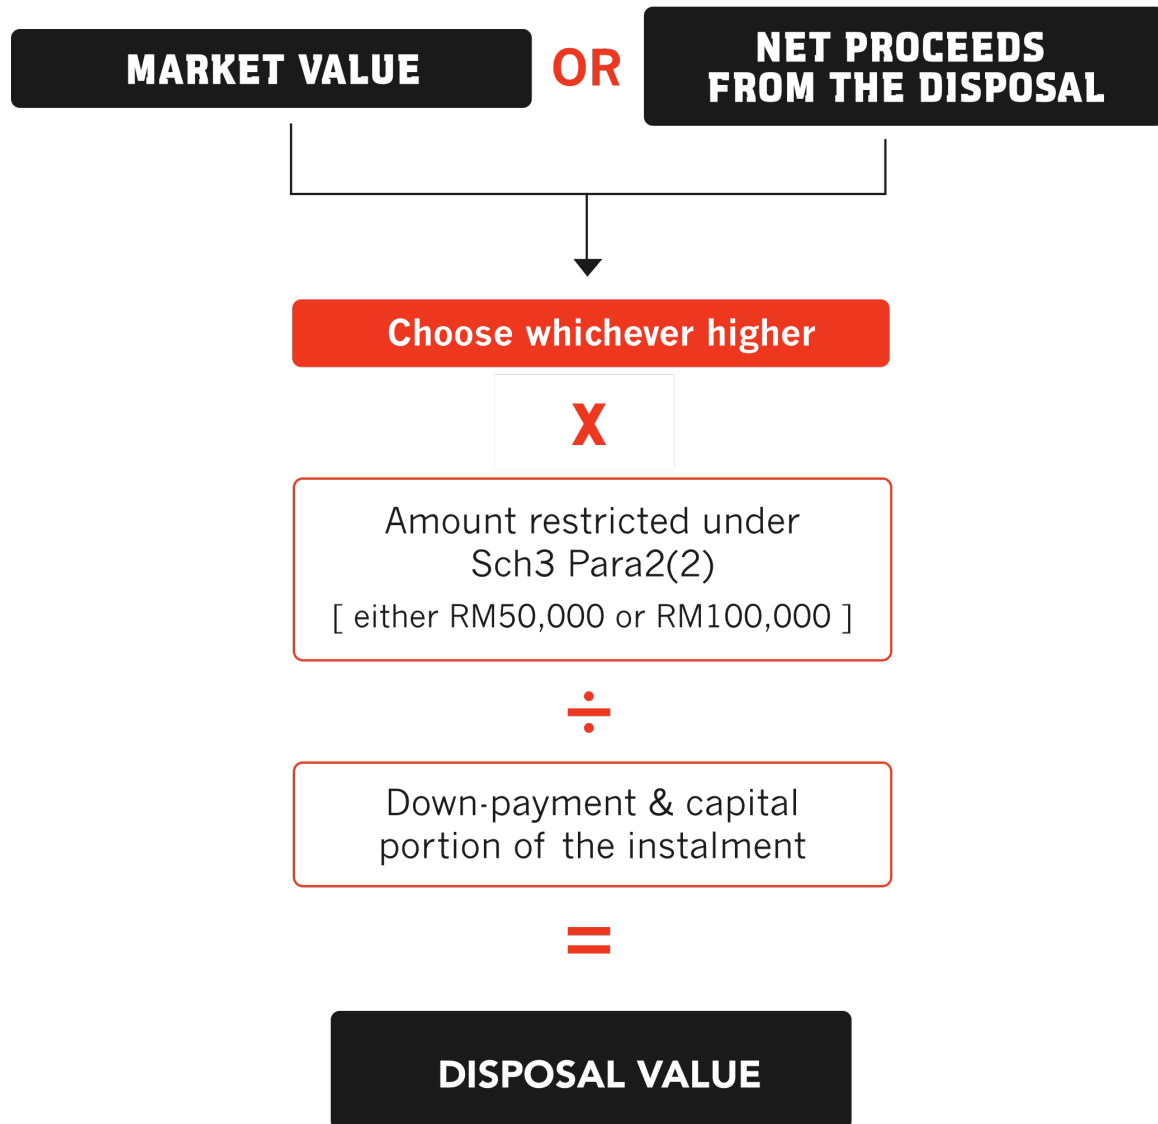 MARKET VALUE
OR
NET PROCEEDS
FROM THE DISPOSAL
Choose whichever higher
X
Amount restricted under
Sch3 Para2(2)
[ either RM50,000 or RM100,000 ]
÷
Down-payment & capital
portion of the instalment
=
DISPOSAL VALUE